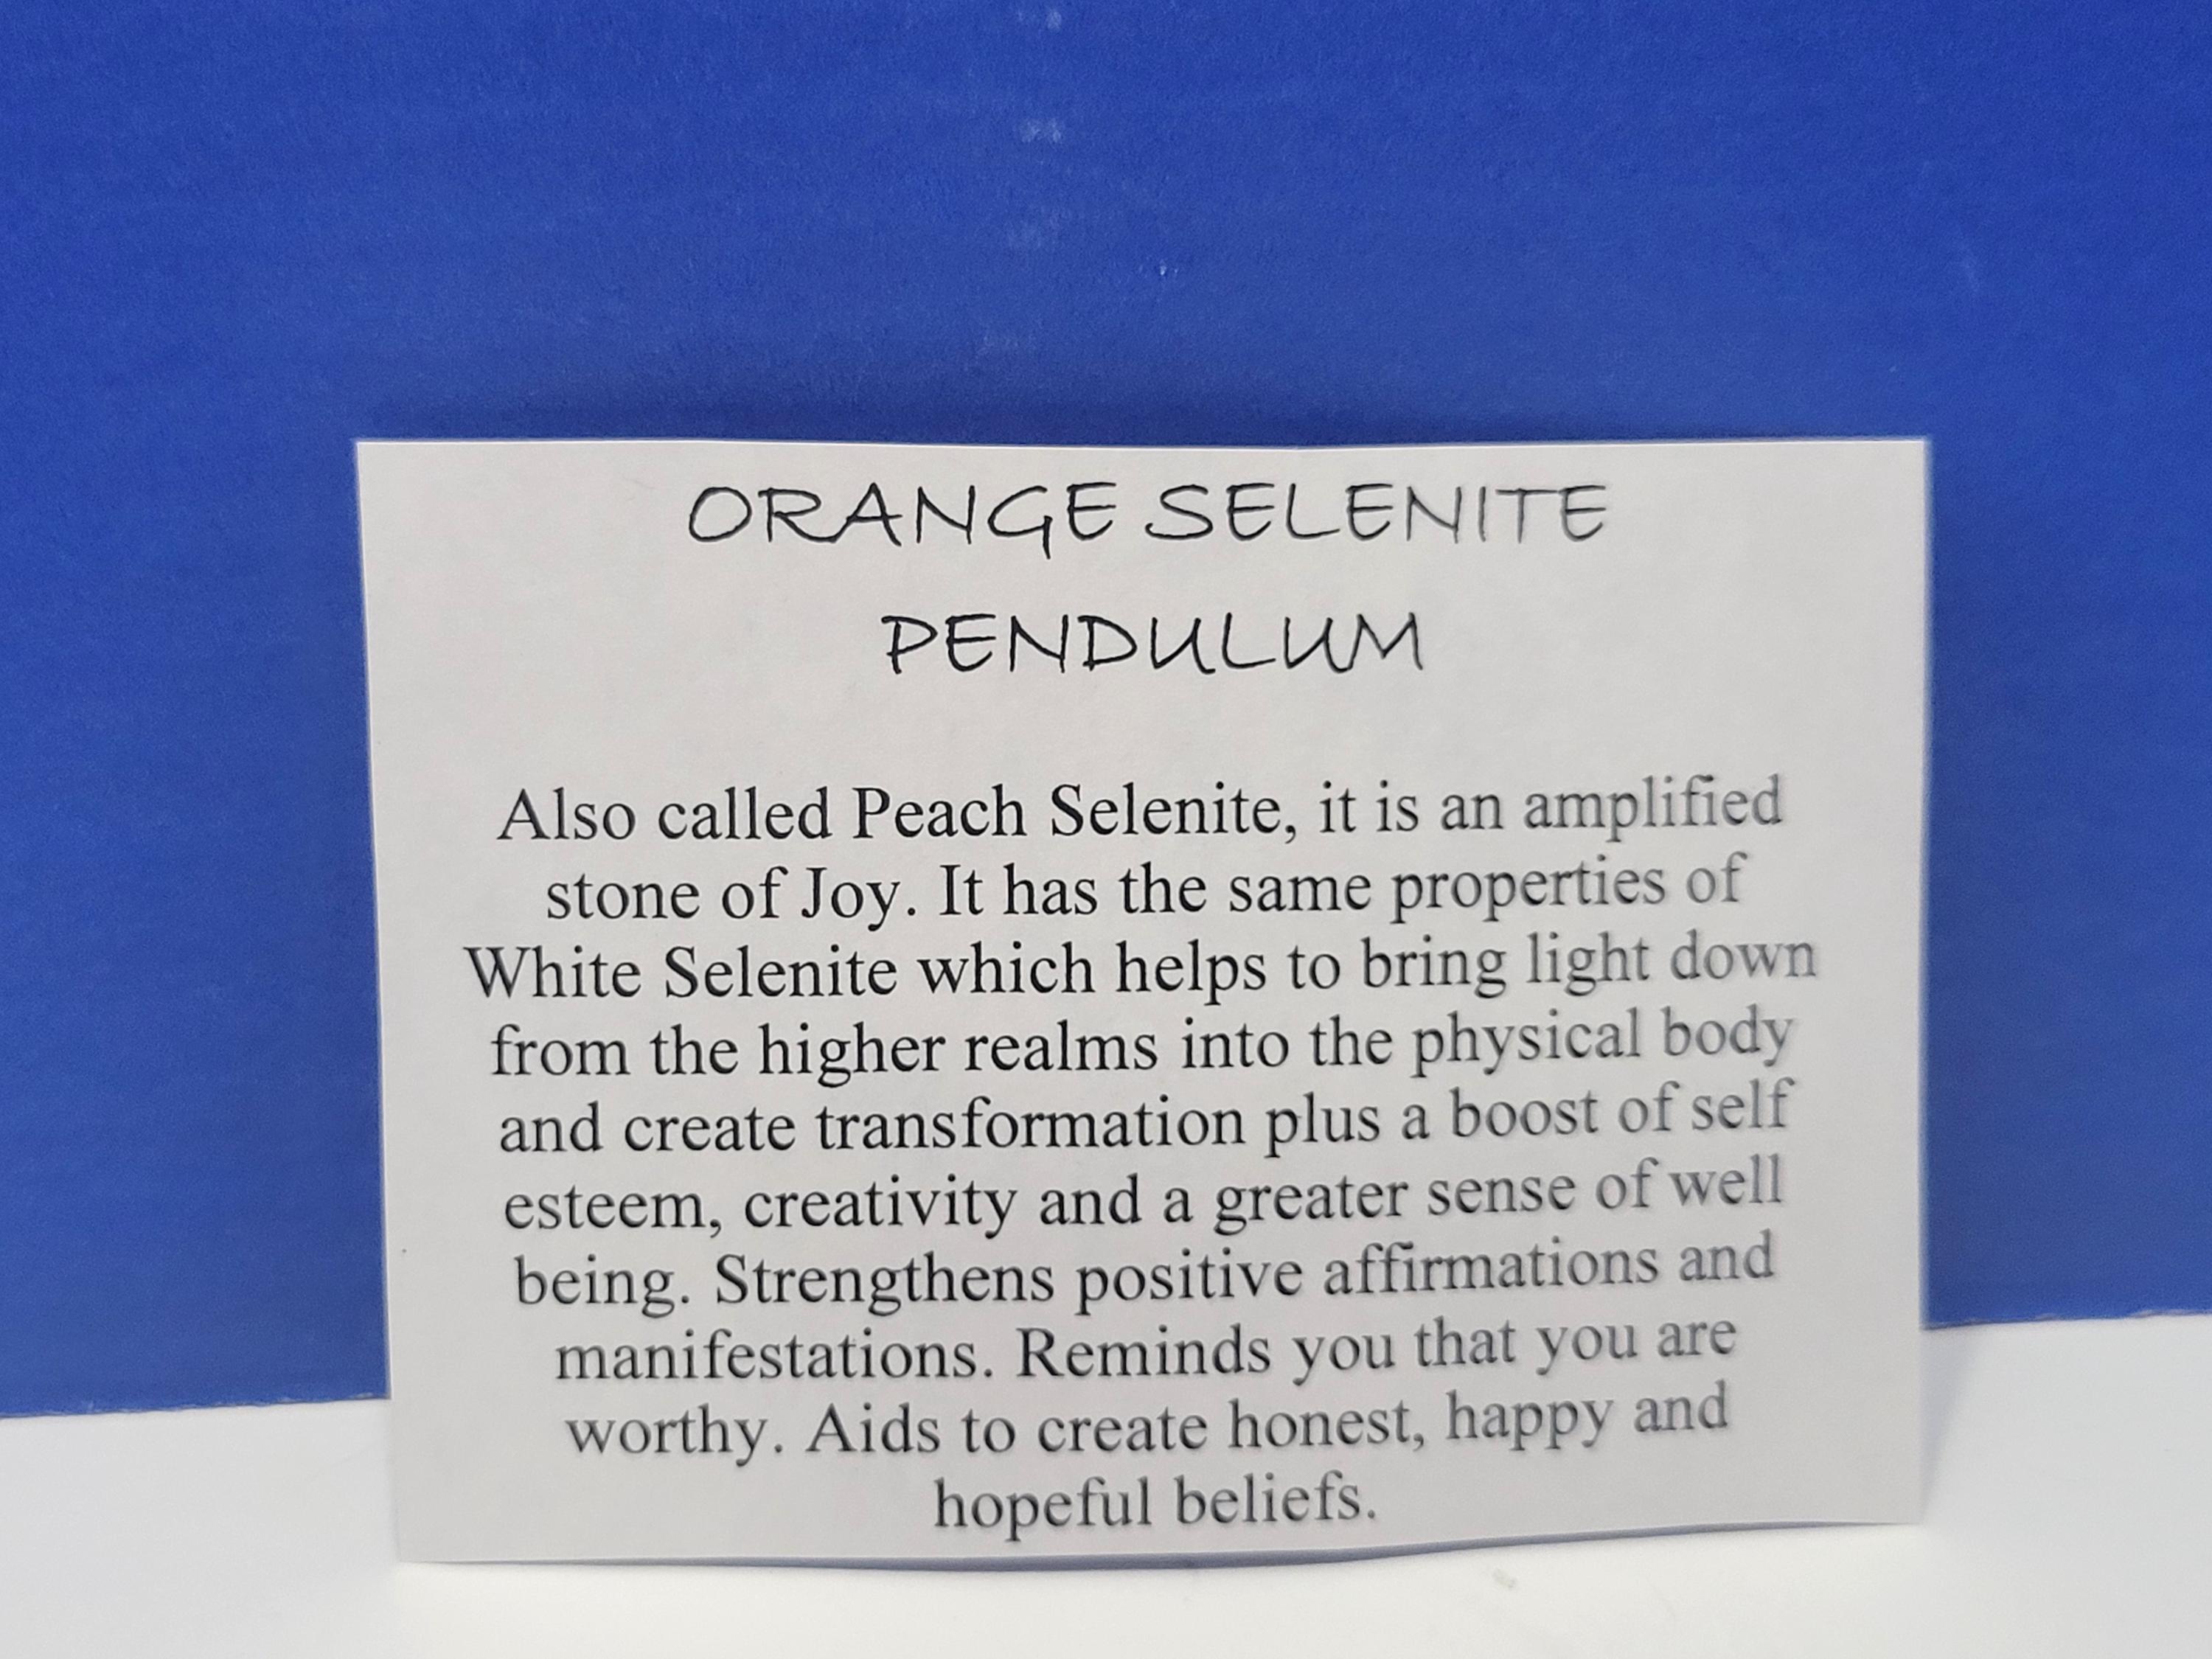 ORANGE SELENITE
PENDULUM
Also called Peach Selenite, it is an amplified
stone of Joy. It has the same properties of
White Selenite which helps to bring light down
from the higher realms into the physical body
and create transformation plus a boost of self
esteem, creativity and a greater sense of well
being. Strengthens positive affirmations and
manifestations. Reminds you that you are
worthy. Aids to create honest, happy and
hopeful beliefs.